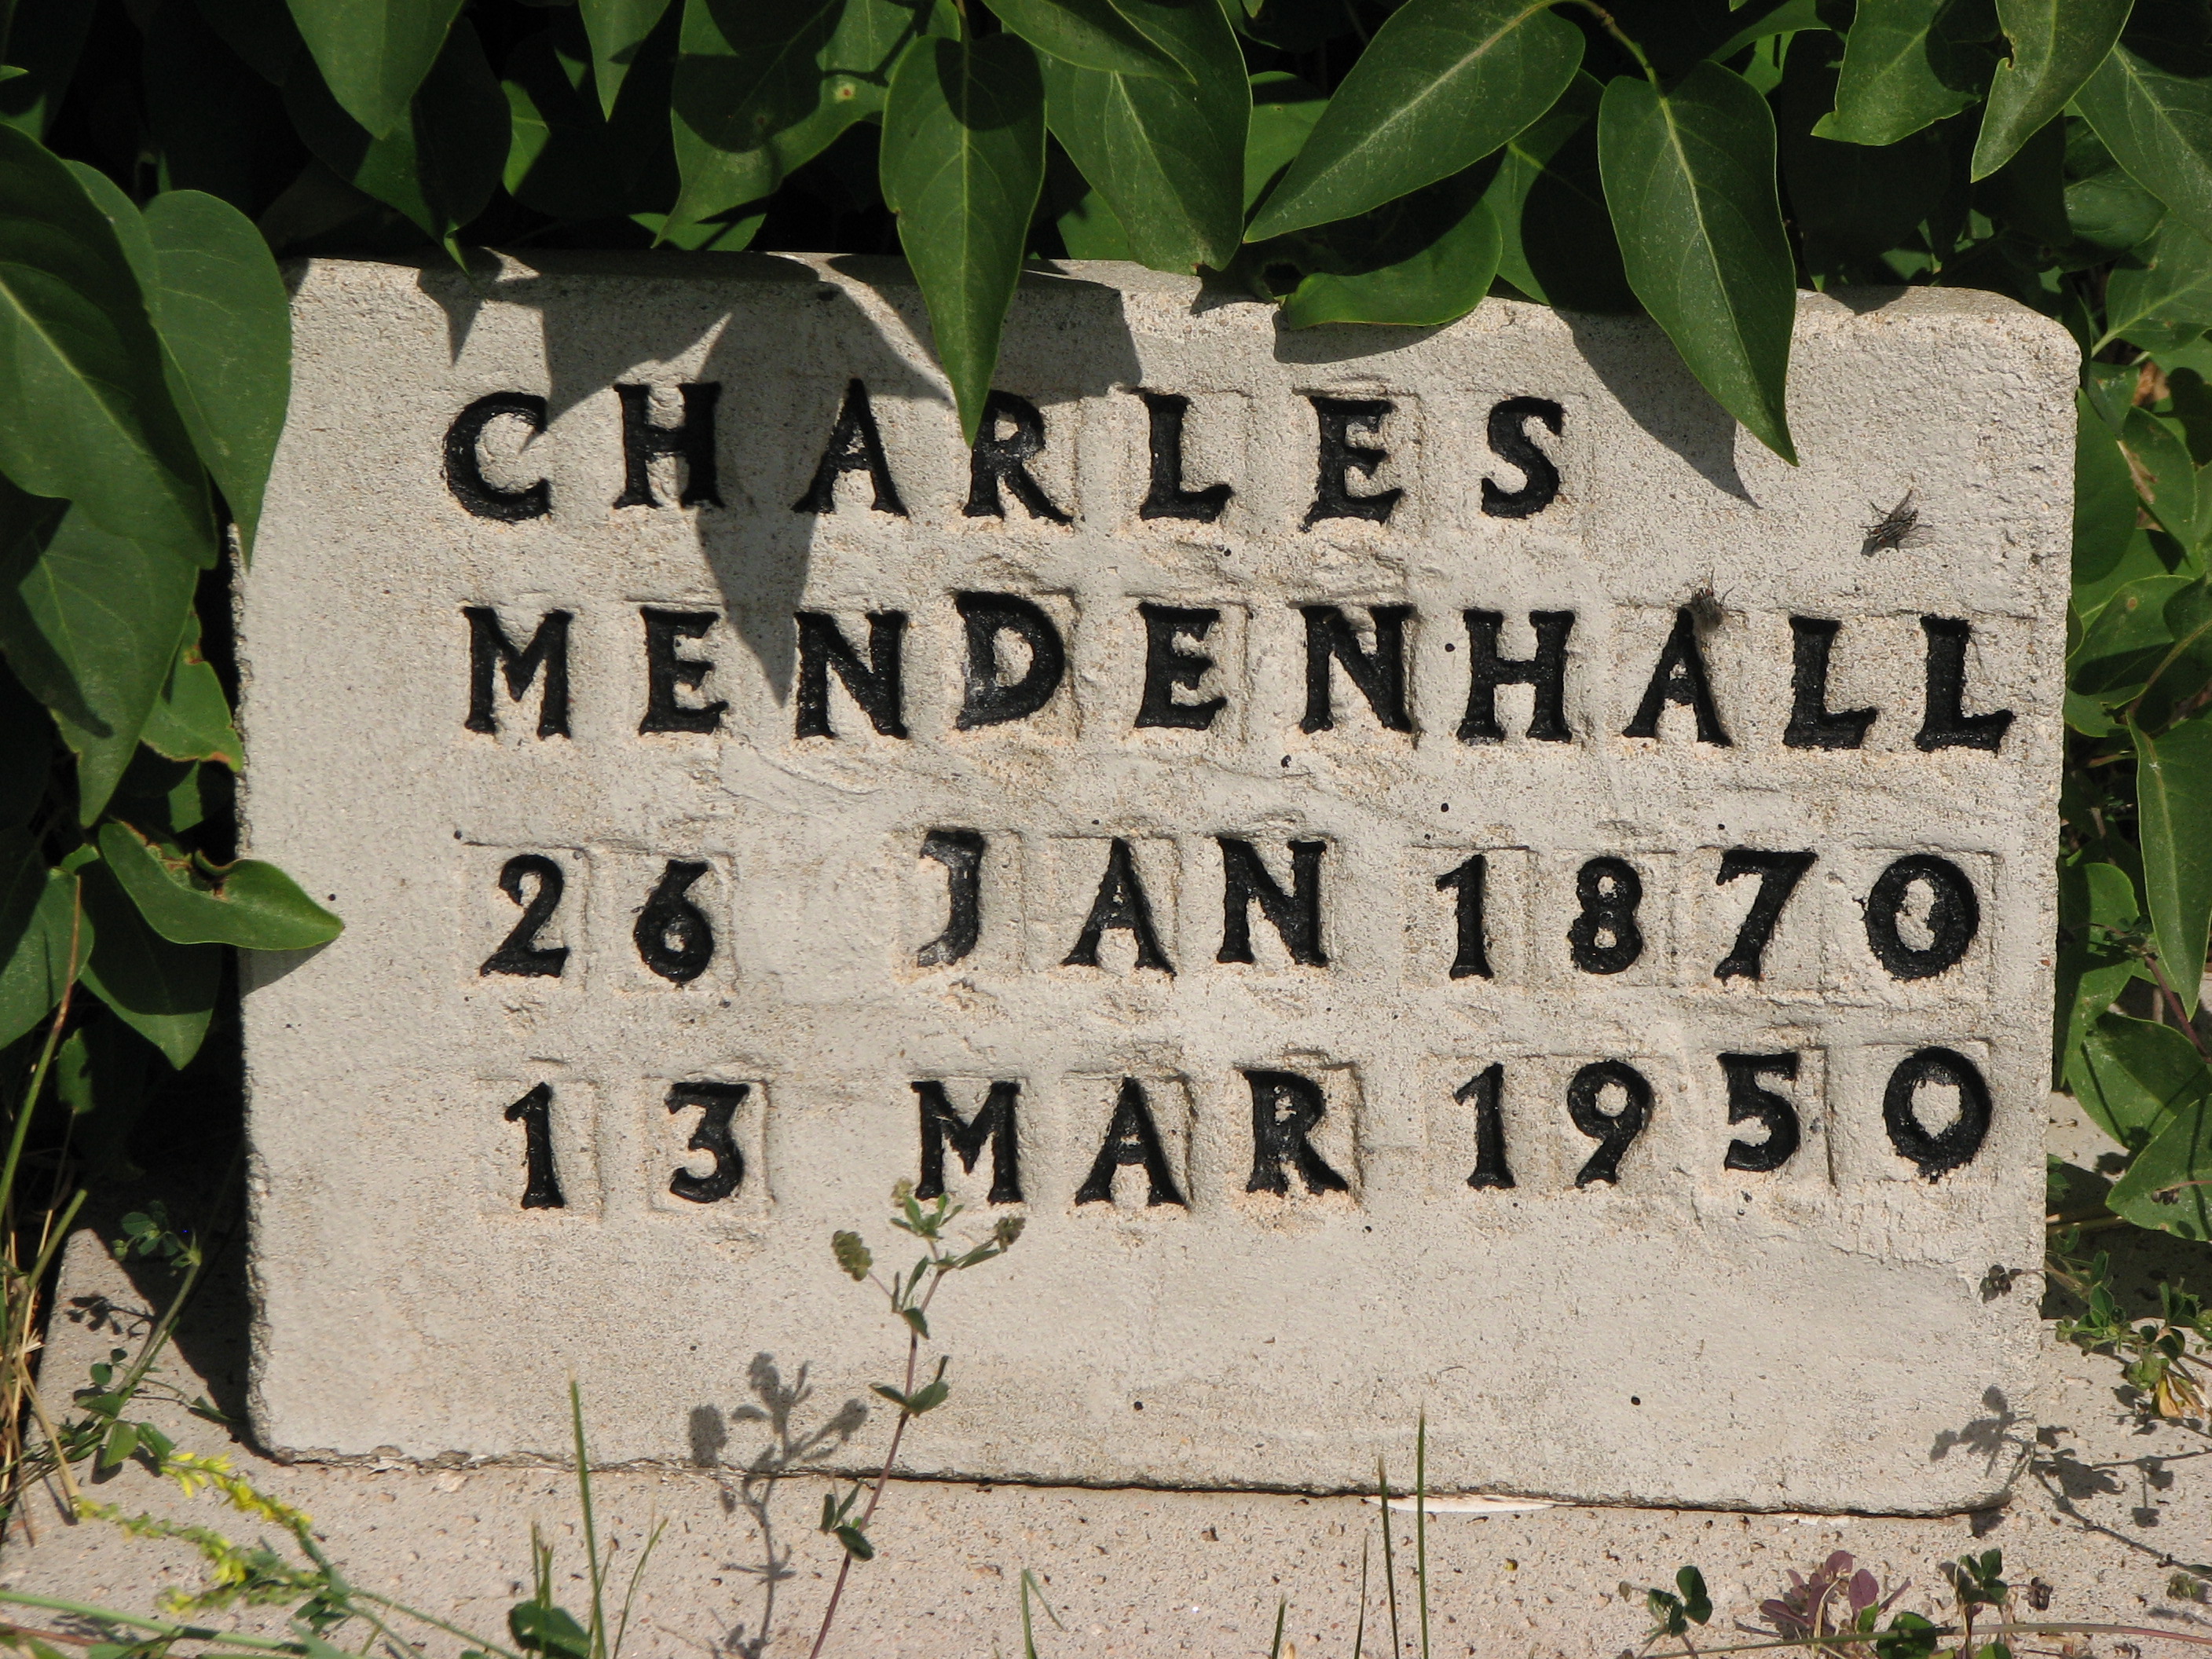 CHARLES
MENDENHALL
26 JAN 1870
13 MAR 1950